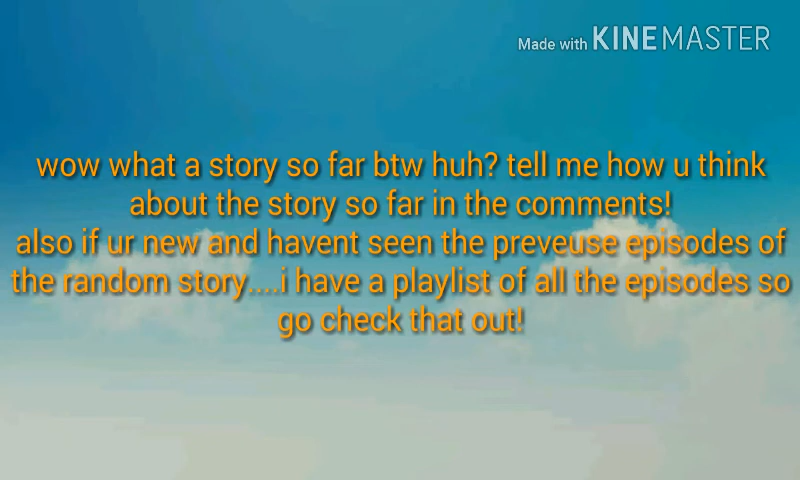 Made with KINEMASTER
wow what a story so far btw huh? tell me how u think
about the story so far in the comments!
also if ur new and havent seen the preveuse episodes of
the random story....i have a playlist of all the episodes so
go check that out!